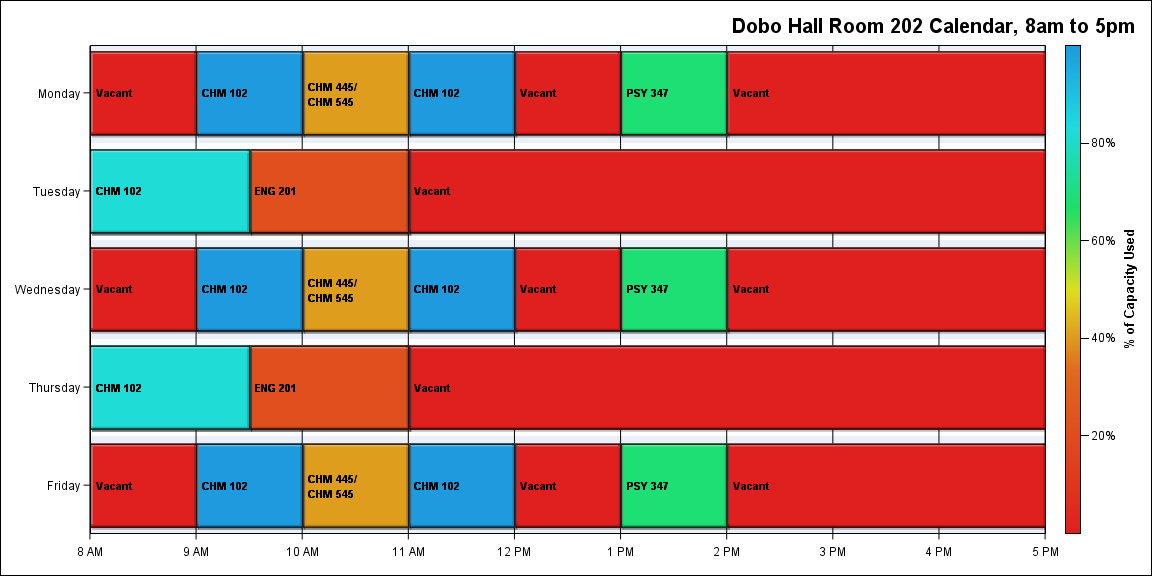 Dobo Hall Room 202 Calendar, 8am to 5pm
Monday
Vacant
CHM 102
CHM 445/
CHM 545
CHM 102
Vacant
PSY 347
Vacant
Tuesday
CHM 102
ENG 201
Vacant
Wednesday
Vacant
CHM 102
CHM 445/
CHM 545
CHM 102
Vacant
PSY 347
Vacant
Thursday
CHM 102
ENG 201
Vacant
Friday
Vacant
CHM 102
CHM 445/
CHM 545
CHM 102
Vacant
PSY 347
Vacant
8 AM
9 AM
10 AM
11 AM
12 PM
1 PM
2 PM
3 PM
4 PM
5 PM
80%
60%
40%
20%
% of Capacity Used